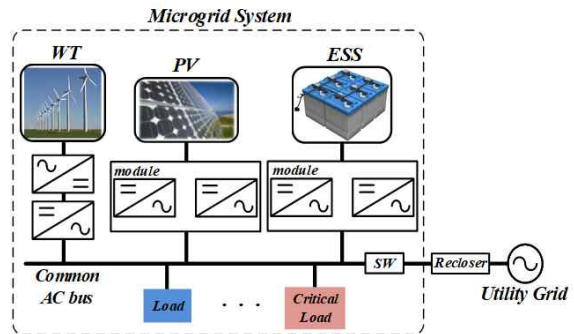 Microgrid System
WT
PV
ESS
module
module
Common
AC bus
SW
Recloser
Utility Grid
Load
. . .
Critical
Load